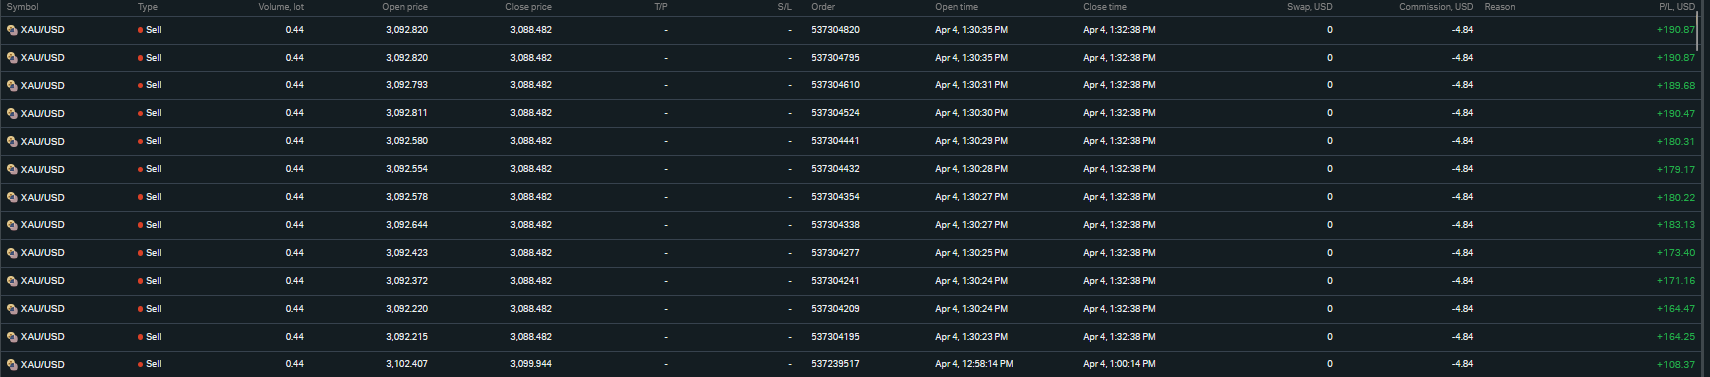 Symbol Type Volume, lot Open price Close price T/P S/L Order Open time Close time Swap, USD Commission, USD Reason P/L, USD
XAU/USD Sell 0.44 3,092.820 3,088.482 - - 537304820 Apr 4, 1:30:35 PM Apr 4, 1:32:38 PM 0 -4.84 +190.87
XAU/USD Sell 0.44 3,092.820 3,088.482 - - 537304795 Apr 4, 1:30:35 PM Apr 4, 1:32:38 PM 0 -4.84 +190.87
XAU/USD Sell 0.44 3,092.793 3,088.482 - - 537304610 Apr 4, 1:30:31 PM Apr 4, 1:32:38 PM 0 -4.84 +189.68
XAU/USD Sell 0.44 3,092.811 3,088.482 - - 537304524 Apr 4, 1:30:30 PM Apr 4, 1:32:38 PM 0 -4.84 +190.47
XAU/USD Sell 0.44 3,092.580 3,088.482 - - 537304441 Apr 4, 1:30:29 PM Apr 4, 1:32:38 PM 0 -4.84 +180.31
XAU/USD Sell 0.44 3,092.554 3,088.482 - - 537304432 Apr 4, 1:30:28 PM Apr 4, 1:32:38 PM 0 -4.84 +179.17
XAU/USD Sell 0.44 3,092.578 3,088.482 - - 537304354 Apr 4, 1:30:27 PM Apr 4, 1:32:38 PM 0 -4.84 +180.22
XAU/USD Sell 0.44 3,092.644 3,088.482 - - 537304338 Apr 4, 1:30:27 PM Apr 4, 1:32:38 PM 0 -4.84 +183.13
XAU/USD Sell 0.44 3,092.423 3,088.482 - - 537304277 Apr 4, 1:30:25 PM Apr 4, 1:32:38 PM 0 -4.84 +173.40
XAU/USD Sell 0.44 3,092.372 3,088.482 - - 537304241 Apr 4, 1:30:24 PM Apr 4, 1:32:38 PM 0 -4.84 +171.16
XAU/USD Sell 0.44 3,092.220 3,088.482 - - 537304209 Apr 4, 1:30:24 PM Apr 4, 1:32:38 PM 0 -4.84 +164.47
XAU/USD Sell 0.44 3,092.215 3,088.482 - - 537304195 Apr 4, 1:30:23 PM Apr 4, 1:32:38 PM 0 -4.84 +164.25
XAU/USD Sell 0.44 3,102.407 3,099.944 - - 537239517 Apr 4, 12:58:14 PM Apr 4, 1:00:14 PM 0 -4.84 +108.37